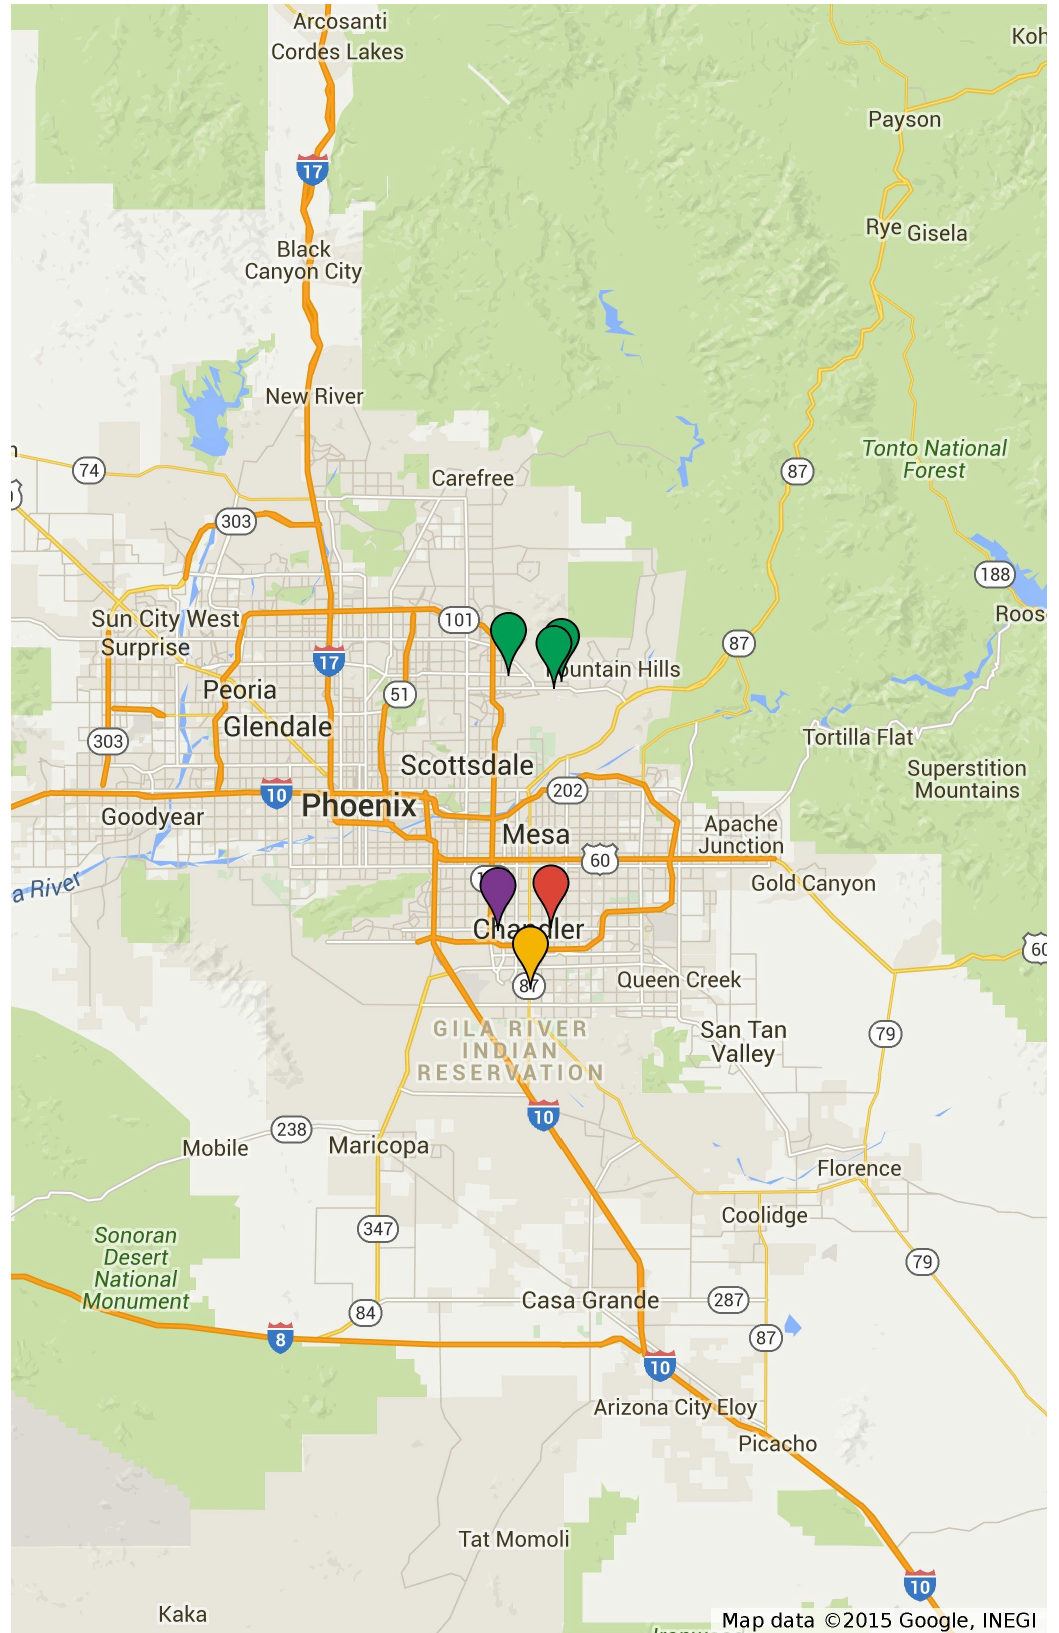 Arcosanti
Cordes Lakes
Koh
Payson
17
Rye
Gisela
Black
Canyon City
New River
Tonto National
Forest
Carefree
74
87
303
188
Roos
Sun City West
101
Surprise
17
87
untain Hills
Peoria
51
Glendale
303
Tortilla Flat
Scottsdale
Superstition
Mountains
10
202
Phoenix
Goodyear
Mesa
Apache
Junction
60
a River
Gold Canyon
Chandler
60
87
Queen Creek
GILA RIVER
INDIAN
RESERVATION
San Tan
Valley
79
10
238
Mobile
Maricopa
Florence
Coolidge
347
Sonoran
Desert
National
Monument
79
84
Casa Grande
287
8
87
10
Arizona City
Eloy
Picacho
Tat Momoli
10
Kaka
Map data ©2015 Google, INEGI